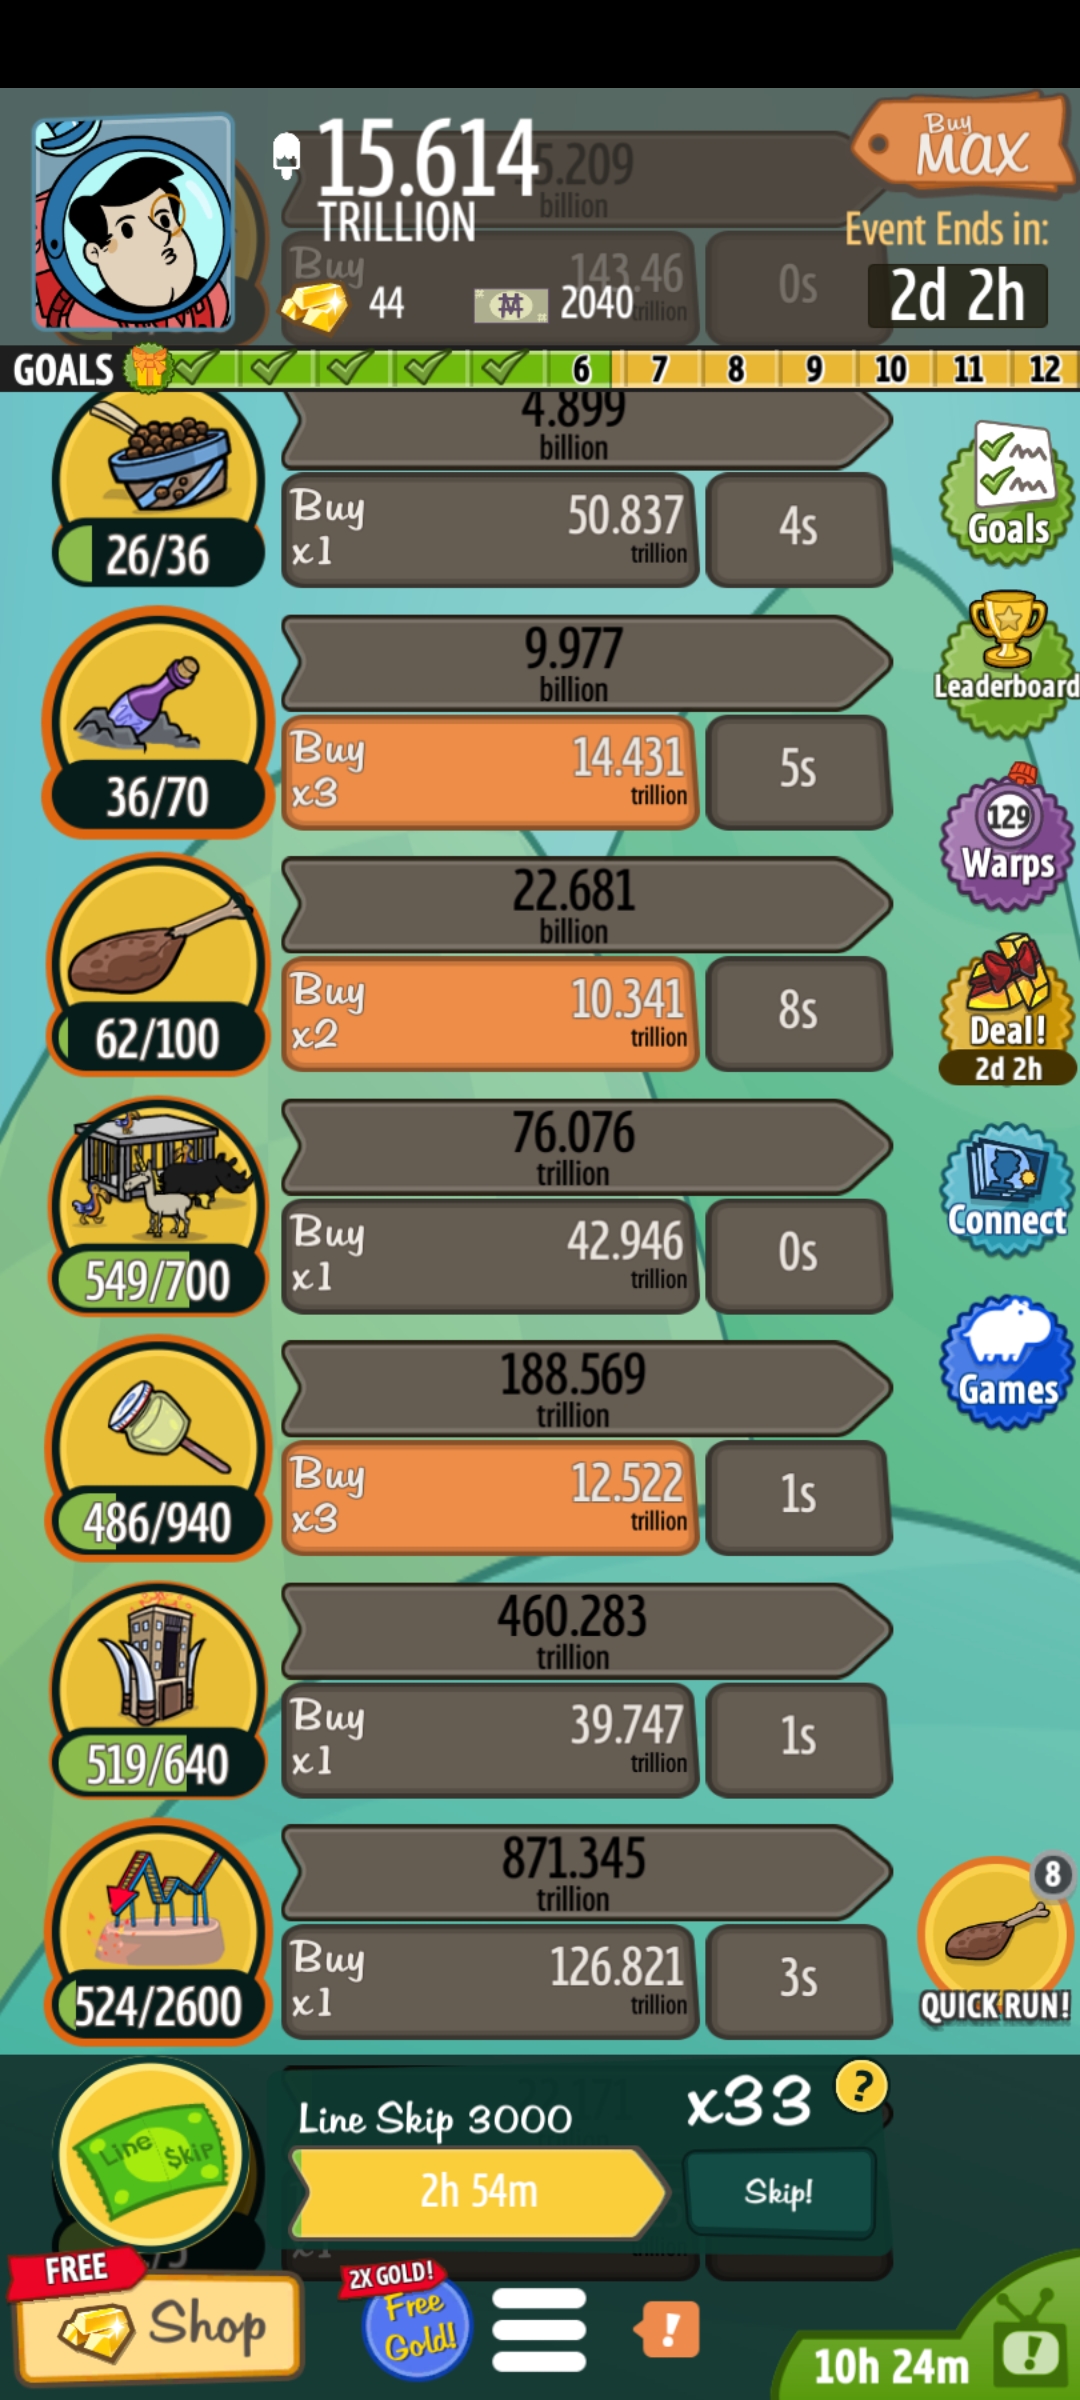 15.614
TRILLION
5.209
billion
Buy
MAX
Event Ends in:
2d 2h
Buy
143.46
trillion
0s
44
2040
GOALS
6
7
8
9
10
11
12
4.899
billion
Buy
x1
50.837
trillion
4s
26/36
Goals
9.977
billion
Buy
x3
14.431
trillion
5s
36/70
Leaderboard
22.681
billion
Buy
x2
10.341
trillion
8s
62/100
129
Warps
Deal!
2d 2h
76.076
trillion
Buy
x1
42.946
trillion
0s
549/700
Connect
188.569
trillion
Buy
x3
12.522
trillion
1s
486/940
Games
460.283
trillion
Buy
x1
39.747
trillion
1s
519/640
871.345
trillion
Buy
x1
126.821
trillion
3s
524/2600
8
QUICK RUN!
Line Skip
Line Skip 3000
x33
?
2h 54m
Skip!
x1
FREE
Shop
2X GOLD!
Free
Gold!
!
10h 24m
!